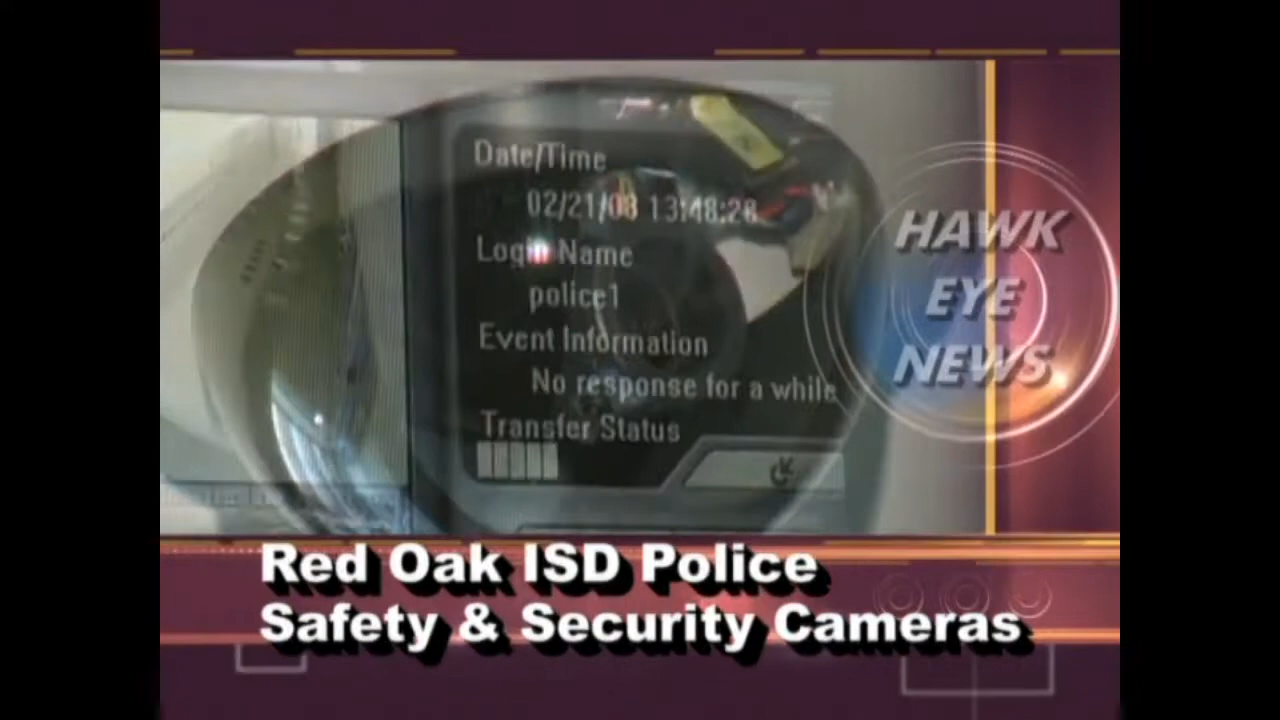 Date/Time
02/21/08 13:48:28
Login Name
police1
Event Information
No response for a while
Transfer Status
HAWK
EYE
NEWS
Red Oak ISD Police
Safety & Security Cameras